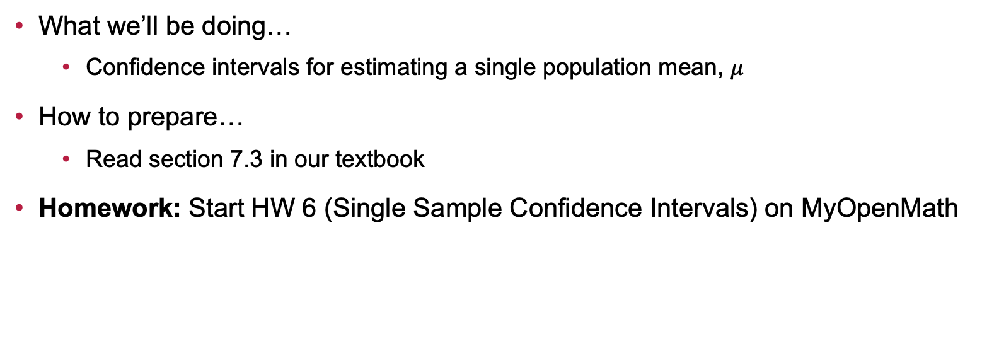 • What we’ll be doing…
• Confidence intervals for estimating a single population mean, 𝜇
• How to prepare…
• Read section 7.3 in our textbook
• Homework: Start HW 6 (Single Sample Confidence Intervals) on MyOpenMath